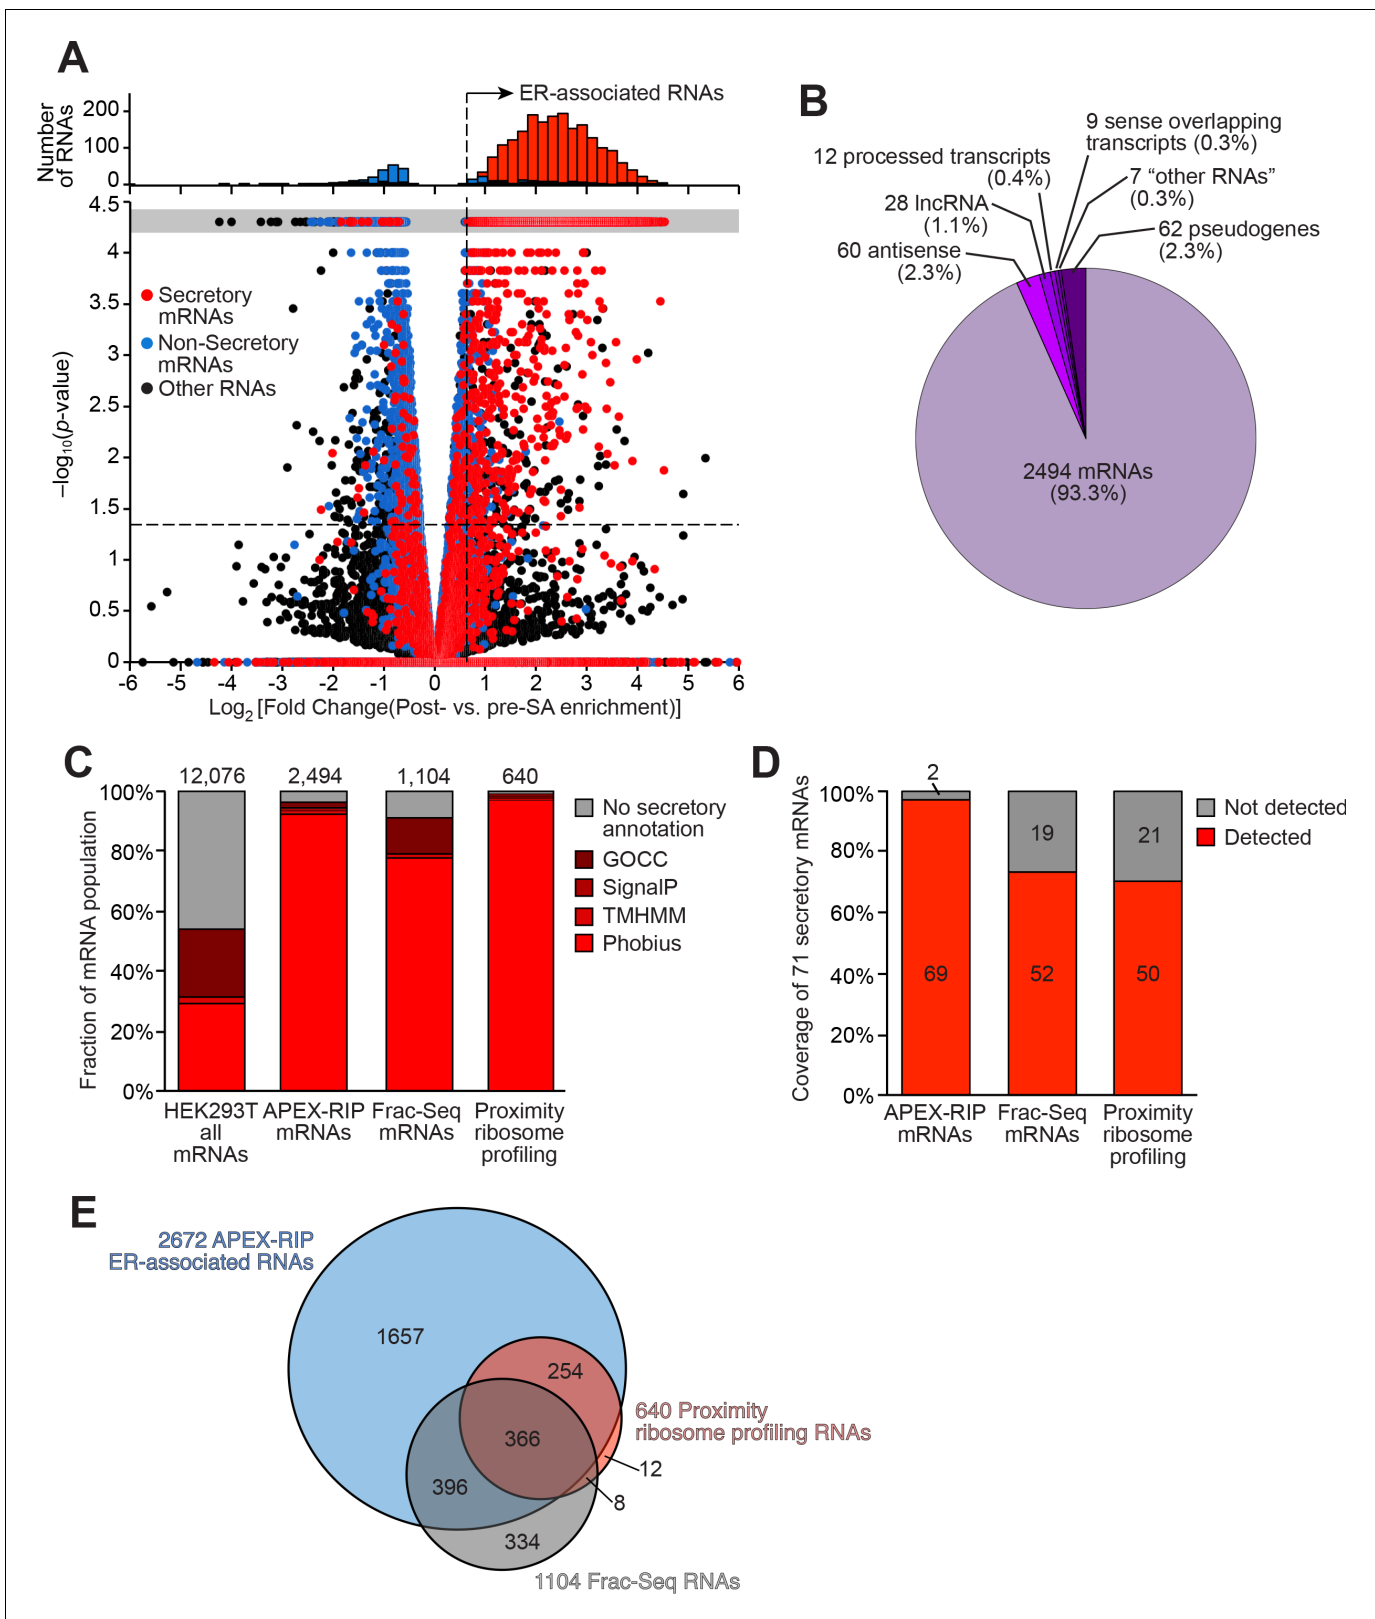 A
Number
of RNAs
200
100
0
ER-associated RNAs
4.5
4
3.5
3
2.5
2
1.5
1
0.5
0
–log10(p-value)
Secretory
mRNAs
Non-Secretory
mRNAs
Other RNAs
-6 -5 -4 -3 -2 -1 0 1 2 3 4 5 6
Log2 [Fold Change(Post- vs. pre-SA enrichment)]
B
9 sense overlapping
transcripts (0.3%)
12 processed transcripts
(0.4%)
7 “other RNAs”
(0.3%)
28 lncRNA
(1.1%)
62 pseudogenes
(2.3%)
60 antisense
(2.3%)
2494 mRNAs
(93.3%)
C
12,076 2,494 1,104 640
Fraction of mRNA population
100%
80%
60%
40%
20%
0%
No secretory
annotation
GOCC
SignalP
TMHMM
Phobius
HEK293T
all
mRNAs
APEX-RIP
mRNAs
Frac-Seq
mRNAs
Proximity
ribosome
profiling
D
Coverage of 71 secretory mRNAs
100%
80%
60%
40%
20%
0%
2
19
21
69
52
50
Not detected
Detected
APEX-RIP
mRNAs
Frac-Seq
mRNAs
Proximity
ribosome
profiling
E
2672 APEX-RIP
ER-associated RNAs
1657
254
640 Proximity
ribosome profiling RNAs
366
12
396
8
334
1104 Frac-Seq RNAs